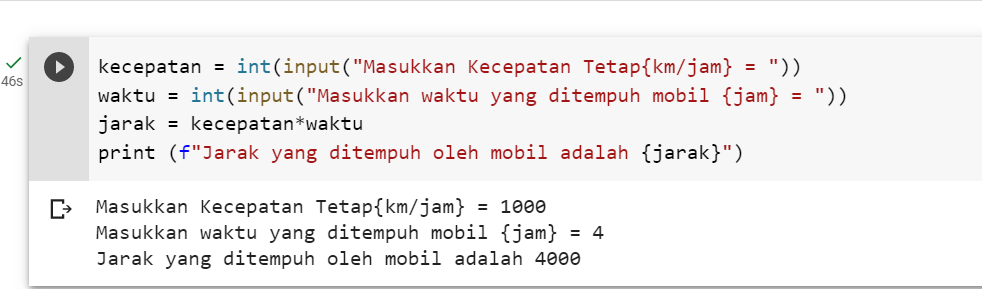 46s
kecepatan = int(input("Masukkan Kecepatan Tetap{km/jam} = "))
waktu = int(input("Masukkan waktu yang ditempuh mobil {jam} = "))
jarak = kecepatan*waktu
print (f"Jarak yang ditempuh oleh mobil adalah {jarak}")
Masukkan Kecepatan Tetap{km/jam} = 1000
Masukkan waktu yang ditempuh mobil {jam} = 4
Jarak yang ditempuh oleh mobil adalah 4000